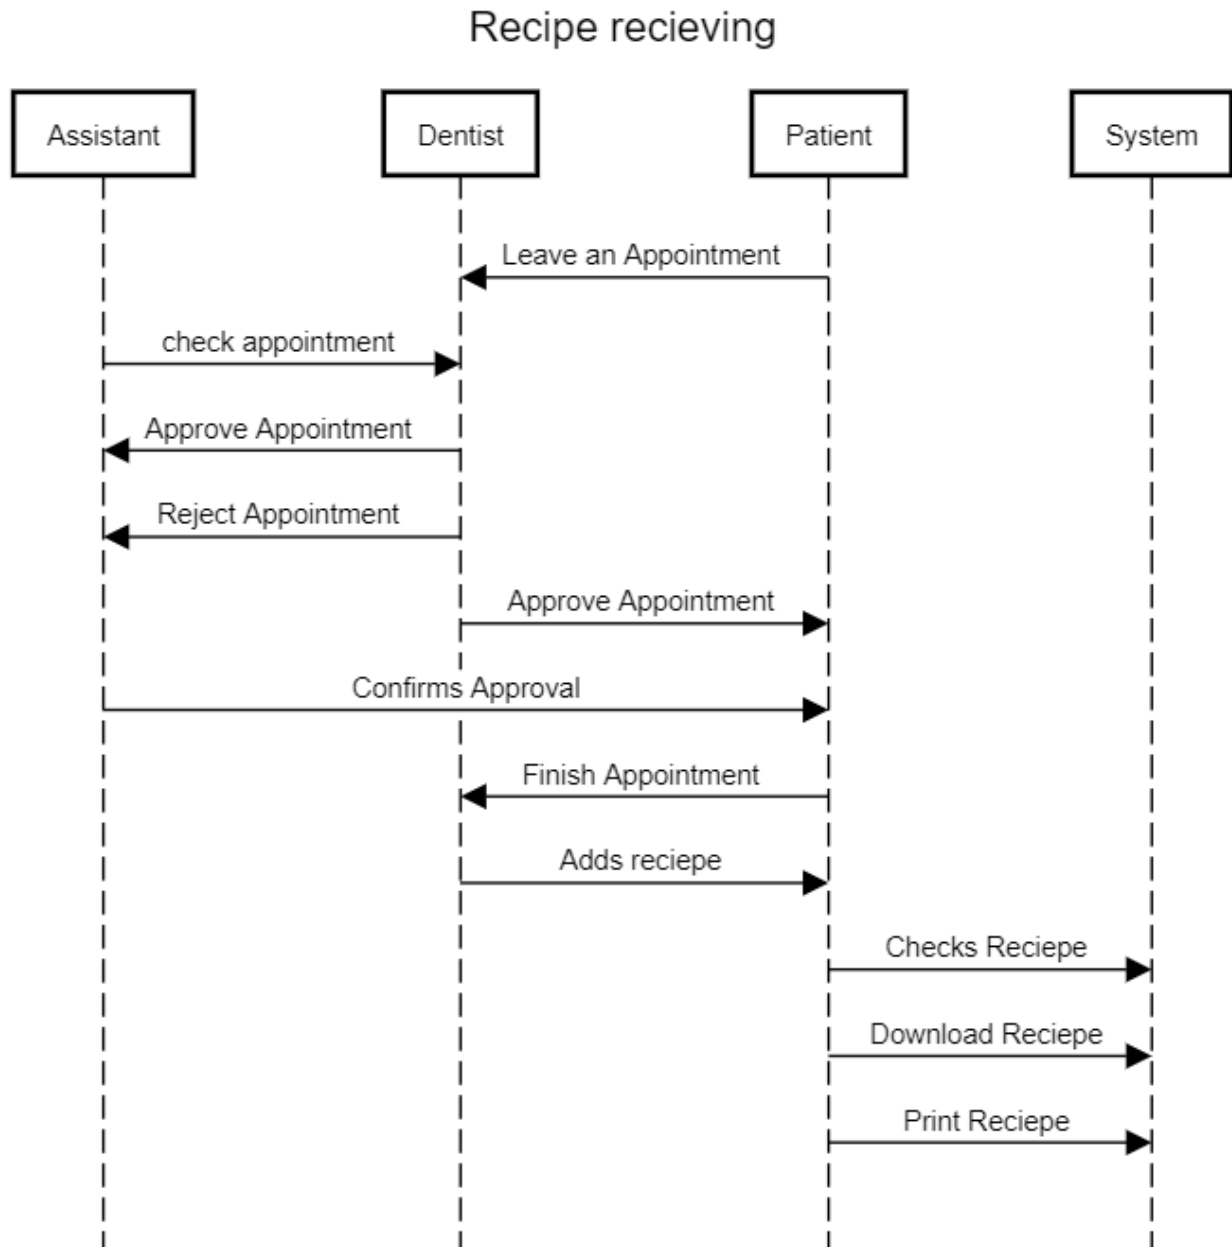 Recipe recieving
Assistant
Dentist
Patient
System
Leave an Appointment
check appointment
Approve Appointment
Reject Appointment
Approve Appointment
Confirms Approval
Finish Appointment
Adds reciepe
Checks Reciepe
Download Reciepe
Print Reciepe